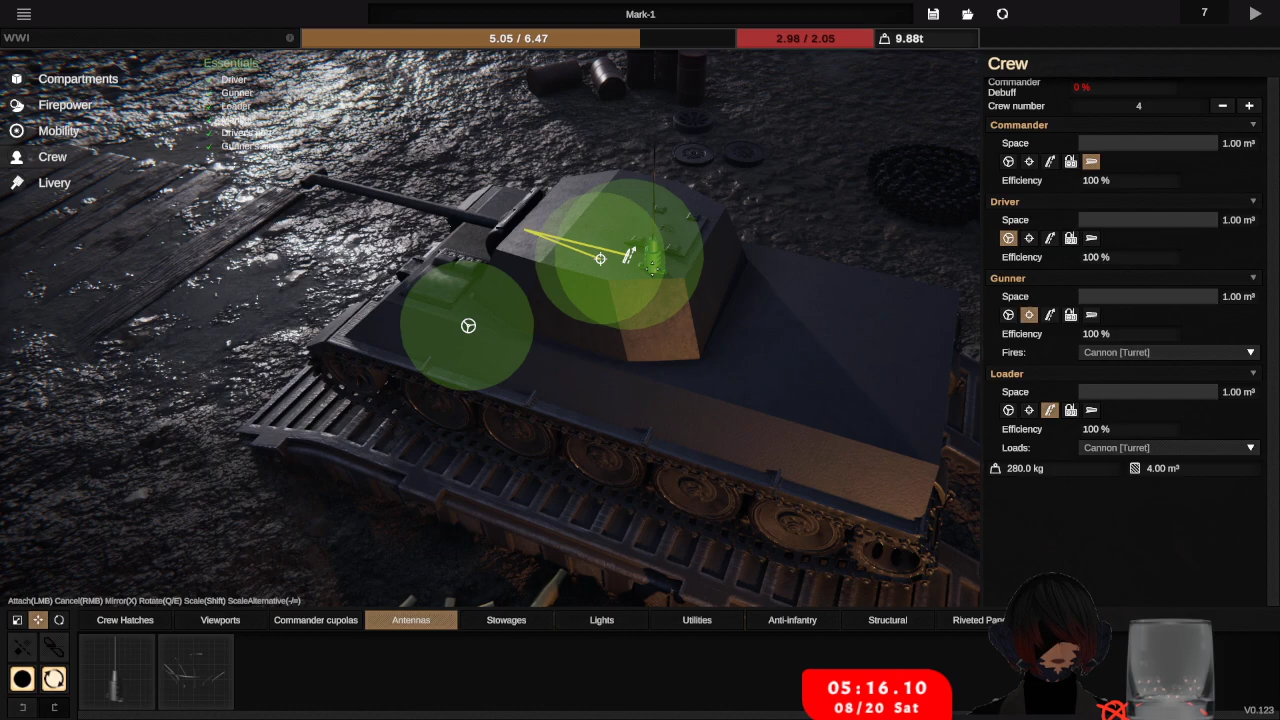 Mark-1
7
WWI
5.05 / 6.47
2.98 / 2.05
9.88t
Compartments
Firepower
Mobility
Crew
Livery
Essentials
Driver
Gunner
Loader
Crew
Commander
Debuff
0 %
Crew number
4
Commander
Space
1.00 m³
Efficiency
100 %
Driver
Space
1.00 m³
Efficiency
100 %
Gunner
Space
1.00 m³
Efficiency
100 %
Fires:
Cannon [Turret]
Loader
Space
1.00 m³
Efficiency
100 %
Loads:
Cannon [Turret]
280.0 kg
4.00 m³
Attach(LMB) Cancel(RMB) Mirror(X) Rotate(Q/E) Scale(Shift) ScaleAlternative(-/=)
Crew Hatches
Viewports
Commander cupolas
Antennas
Stowages
Lights
Utilities
Anti-infantry
Structural
Riveted
05:16.10
08/20 Sat
V0.123